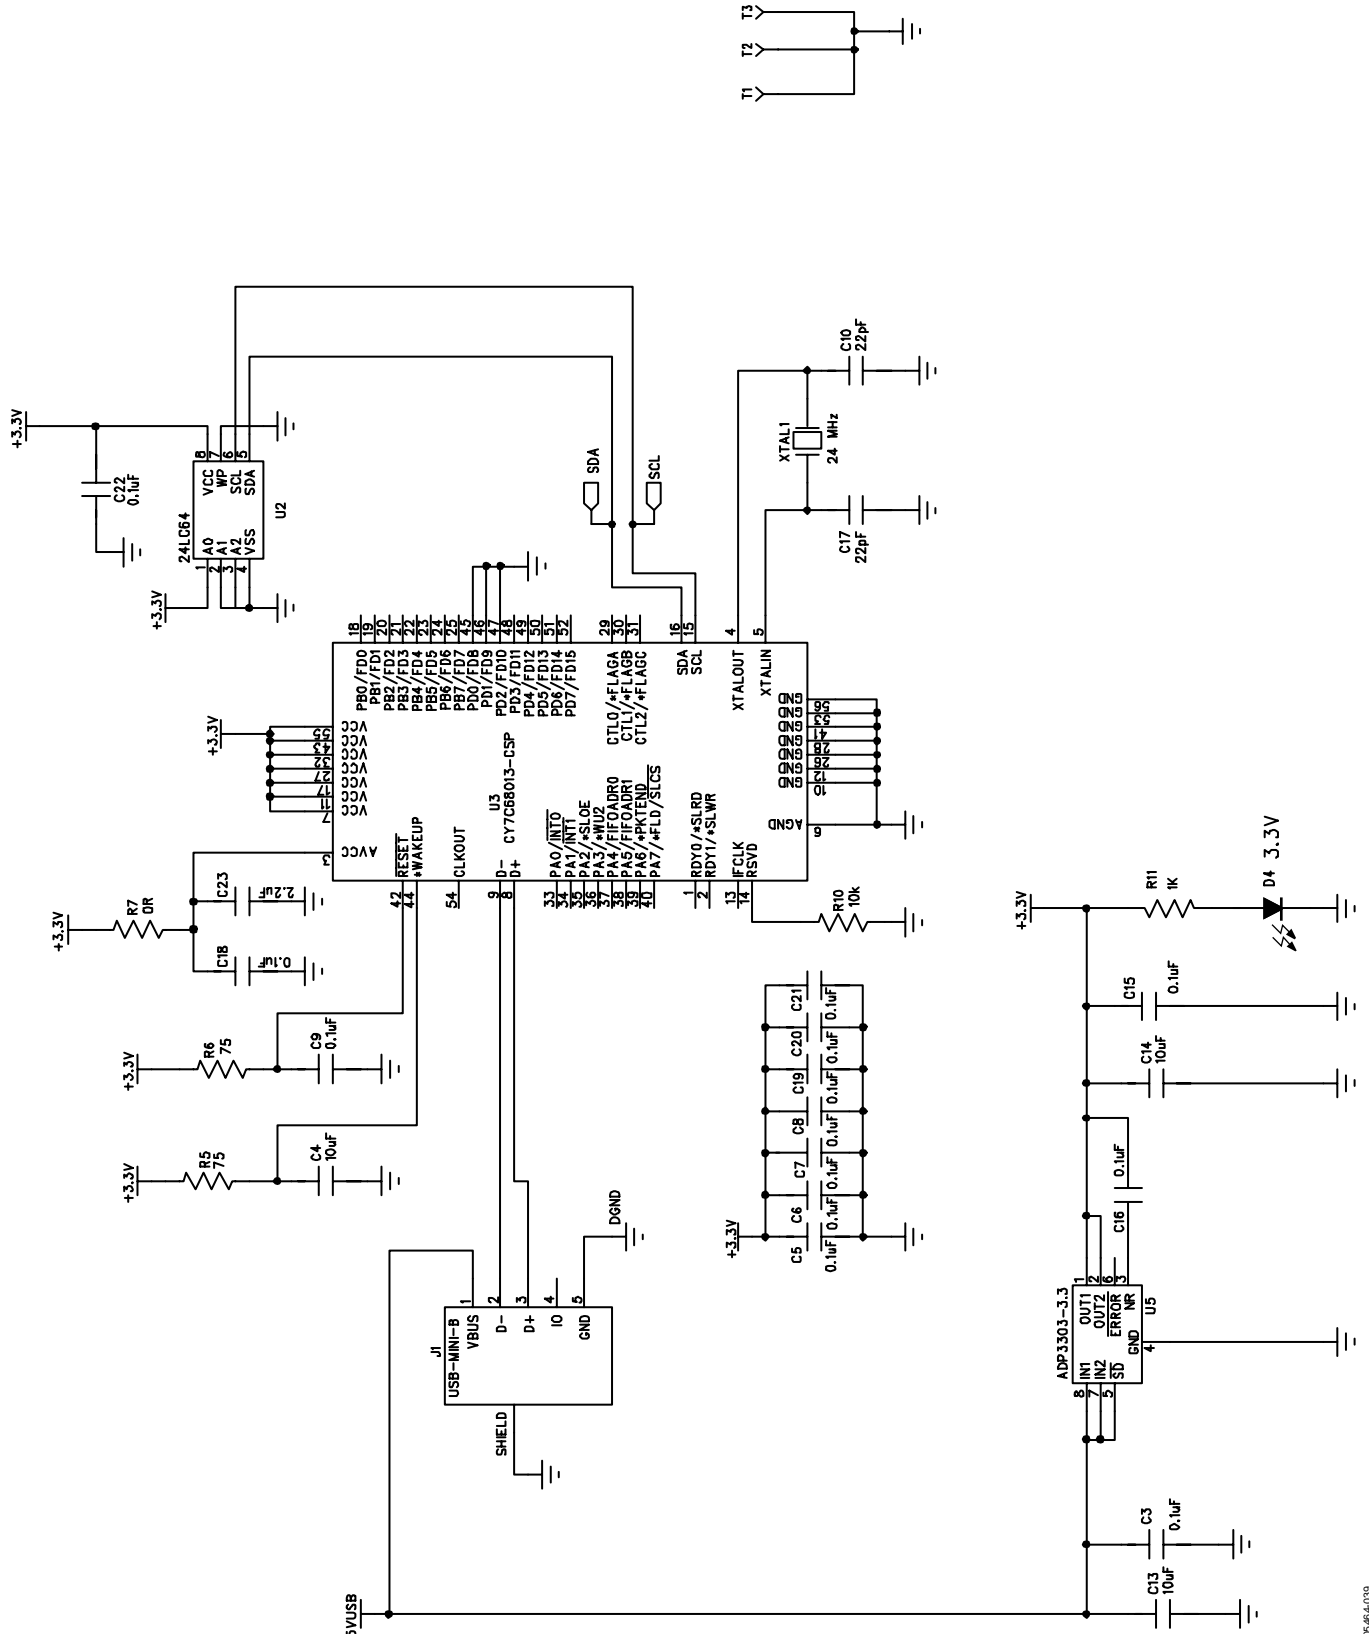 T3
T2
T1
+3.3V
C22
0.1uF
+3.3V
24LC64
U2
1 A0
2 A1
3 A2
4 VSS
VCC 8
WP 7
SCL 6
SDA 5
SDA
SCL
C10
22pF
XTAL1
24 MHz
C17
22pF
+3.3V
U3
CY7C68013-CSP
VCC 55
VCC 43
VCC 32
VCC 27
VCC 17
VCC 11
VCC 7
AVCC 3
PB0/FD0 18
PB1/FD1 19
PB2/FD2 20
PB3/FD3 21
PB4/FD4 22
PB5/FD5 23
PB6/FD6 24
PB7/FD7 25
PD0/FD8 45
PD1/FD9 46
PD2/FD10 47
PD3/FD11 48
PD4/FD12 49
PD5/FD13 50
PD6/FD14 51
PD7/FD15 52
CTL0/*FLAGA 29
CTL1/*FLAGB 30
CTL2/*FLAGC 31
SDA 16
SCL 15
XTALOUT 4
XTALIN 5
GND 56
GND 53
GND 41
GND 28
GND 26
GND 12
GND 10
AGND 6
42 RESET
44 *WAKEUP
54 CLKOUT
9 D-
8 D+
33 PA0/INT0
34 PA1/INT1
35 PA2/*SLOE
36 PA3/*WU2
37 PA4/FIFOADR0
38 PA5/FIFOADR1
39 PA6/*PKTEND
40 PA7/*FLD/SLCS
1 RDY0/*SLRD
2 RDY1/*SLWR
13 IFCLK
14 RSVD
R10
10k
+3.3V
R7
0R
C23
2.2uF
C18
0.1uF
+3.3V
R6
75
C9
0.1uF
+3.3V
R5
75
C4
10uF
+3.3V
C21
0.1uF
C20
0.1uF
C19
0.1uF
C8
0.1uF
C7
0.1uF
C6
0.1uF
C5
0.1uF
J1
USB-MINI-B
VBUS 1
D- 2
D+ 3
IO 4
GND 5
DGND
SHIELD
5VUSB
+3.3V
R11
1K
D4 3.3V
C15
0.1uF
C14
10uF
C16
0.1uF
ADP3303-3.3
U5
OUT1 1
OUT2 2
ERROR 6
NR 3
GND 4
8 IN1
7 IN2
5 SD
C3
0.1uF
C13
10uF